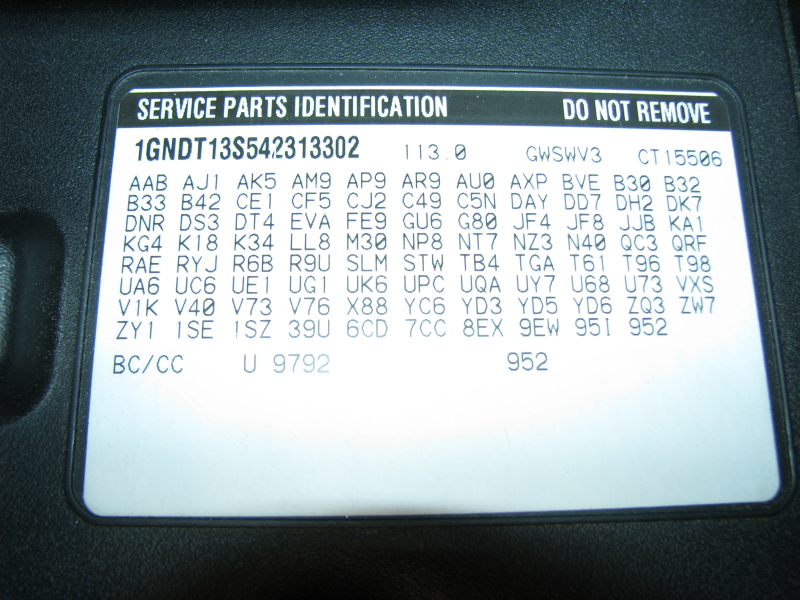 SERVICE PARTS IDENTIFICATION DO NOT REMOVE
1GNDT13S542313302 113.0 GWSWV3 CT15506
AAB AJ1 AK5 AM9 AP9 AR9 AU0 AXP BVE B30 B32
B33 B42 CE1 CF5 CJ2 C49 C5N DAY DD7 DH2 DK7
DNR DS3 DT4 EVA FE9 GU6 G80 JF4 JF8 JJB KA1
KG4 K18 K34 LL8 M30 NP8 NT7 NZ3 N40 QC3 QRF
RAE RYJ R6B R9U SLM STW TB4 TGA T61 T96 T98
UA6 UC6 UE1 UG1 UK6 UPC UQA UY7 U68 U73 VXS
V1K V40 V73 V76 X88 YC6 YD3 YD5 YD6 ZQ3 ZW7
ZY1 1SE 1SZ 39U 6CD 7CC 8EX 9EW 95I 952
BC/CC U 9792 952